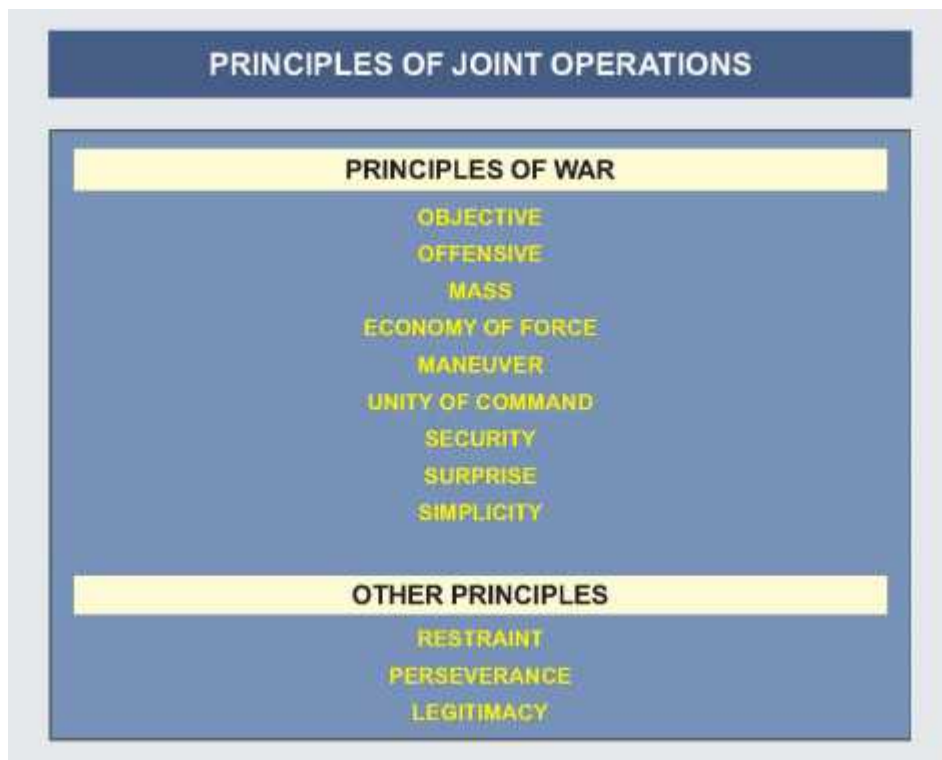 PRINCIPLES OF JOINT OPERATIONS
PRINCIPLES OF WAR
OBJECTIVE
OFFENSIVE
MASS
ECONOMY OF FORCE
MANEUVER
UNITY OF COMMAND
SECURITY
SURPRISE
SIMPLICITY
OTHER PRINCIPLES
RESTRAINT
PERSEVERANCE
LEGITIMACY